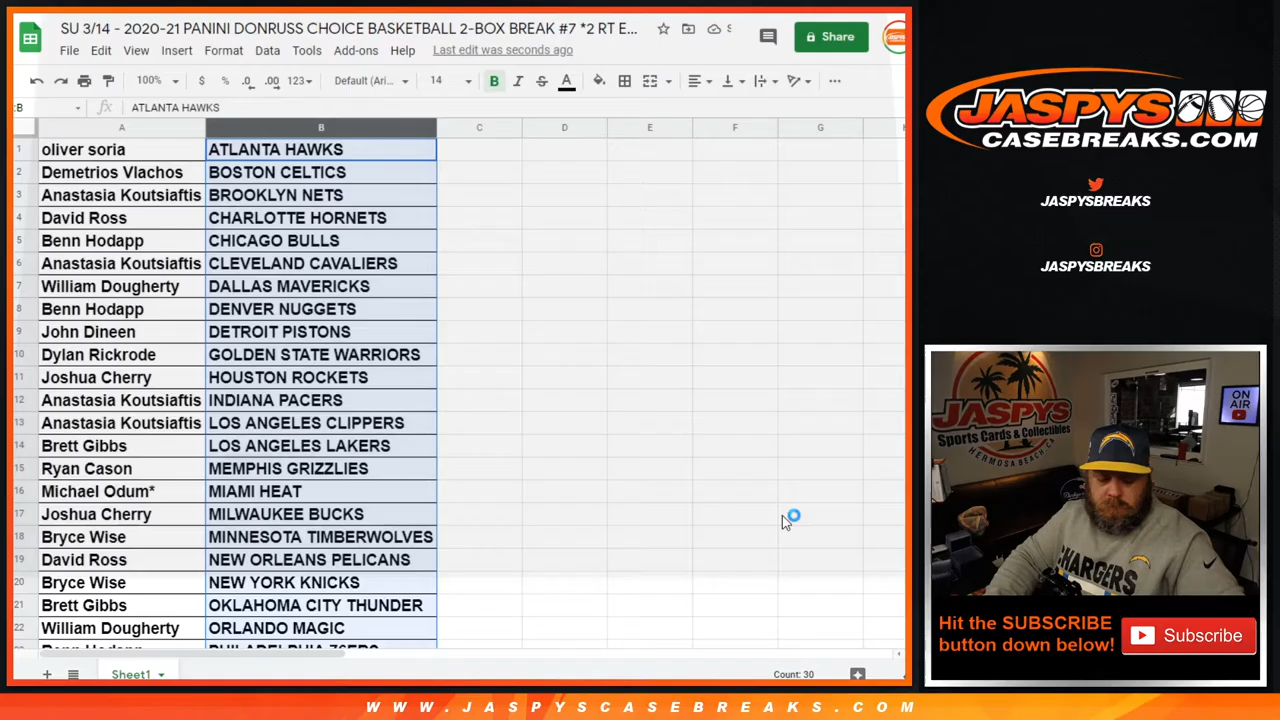 SU 3/14 - 2020-21 PANINI DONRUSS CHOICE BASKETBALL 2-BOX BREAK #7 *2 RT E...
File Edit View Insert Format Data Tools Add-ons Help Last edit was seconds ago
Share
100% $ % .0 .00 123 Default (Ari... 14 B I S A
:B fx ATLANTA HAWKS
A B C D E F G
1 oliver soria ATLANTA HAWKS
2 Demetrios Vlachos BOSTON CELTICS
3 Anastasia Koutsiaftis BROOKLYN NETS
4 David Ross CHARLOTTE HORNETS
5 Benn Hodapp CHICAGO BULLS
6 Anastasia Koutsiaftis CLEVELAND CAVALIERS
7 William Dougherty DALLAS MAVERICKS
8 Benn Hodapp DENVER NUGGETS
9 John Dineen DETROIT PISTONS
10 Dylan Rickrode GOLDEN STATE WARRIORS
11 Joshua Cherry HOUSTON ROCKETS
12 Anastasia Koutsiaftis INDIANA PACERS
13 Anastasia Koutsiaftis LOS ANGELES CLIPPERS
14 Brett Gibbs LOS ANGELES LAKERS
15 Ryan Cason MEMPHIS GRIZZLIES
16 Michael Odum* MIAMI HEAT
17 Joshua Cherry MILWAUKEE BUCKS
18 Bryce Wise MINNESOTA TIMBERWOLVES
19 David Ross NEW ORLEANS PELICANS
20 Bryce Wise NEW YORK KNICKS
21 Brett Gibbs OKLAHOMA CITY THUNDER
22 William Dougherty ORLANDO MAGIC
Benn Hodapp PHILADELPHIA 76ERS
Sheet1
Count: 30
JASPYS
CASEBREAKS.COM
JASPYSBREAKS
JASPYSBREAKS
JASPYS
Sports Cards & Collectibles
HERMOSA BEACH, CA
ON
AIR
Dodgers
CHARGERS
Hit the SUBSCRIBE
button down below!
Subscribe
WWW.JASPYSCASEBREAKS.COM